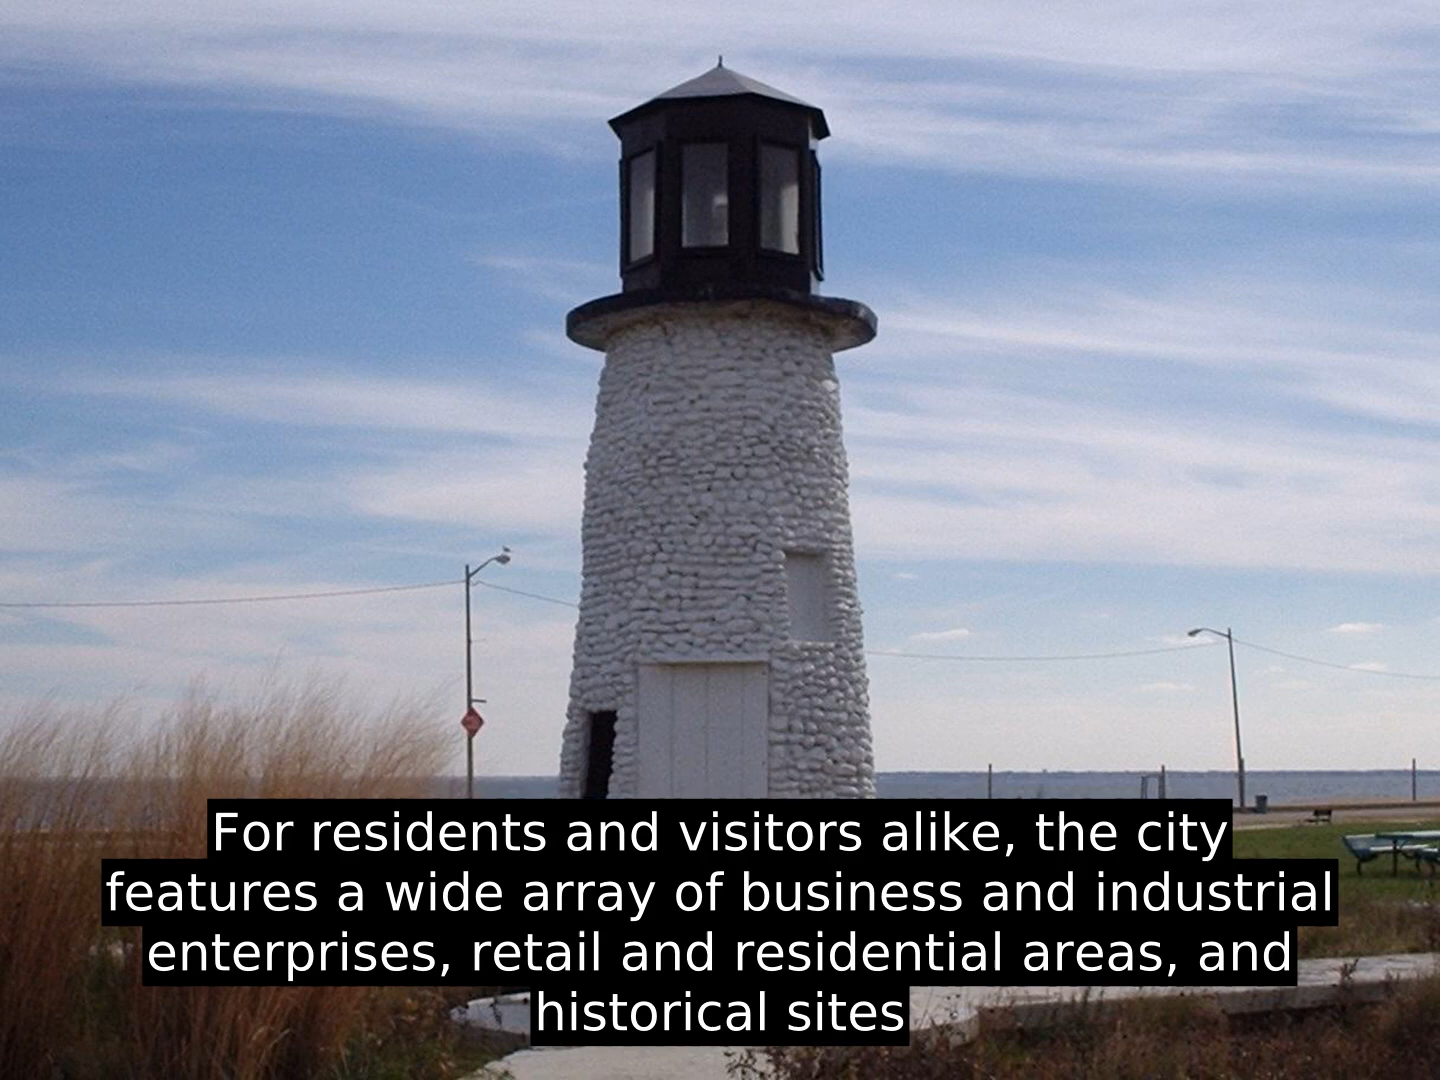 For residents and visitors alike, the city
features a wide array of business and industrial
enterprises, retail and residential areas, and
historical sites